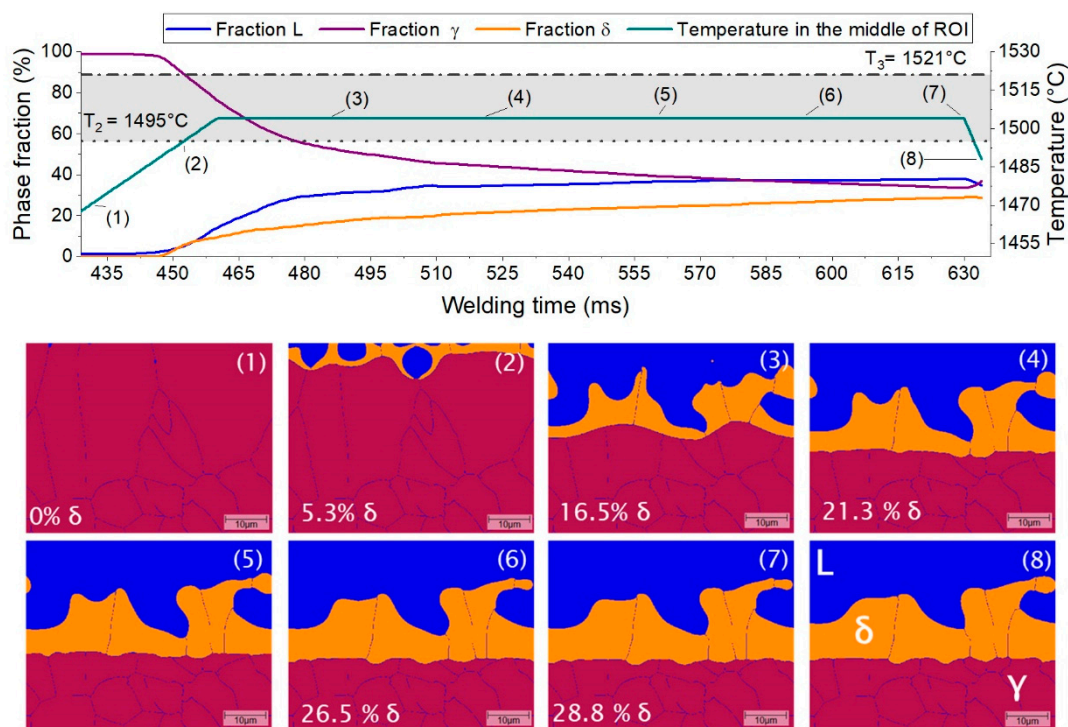 Fraction L Fraction γ Fraction δ Temperature in the middle of ROI
Phase fraction (%)
100
80
60
40
20
0
T₃= 1521°C
T₂ = 1495°C
(1)
(2)
(3)
(4)
(5)
(6)
(7)
(8)
1530
1515
1500
1485
1470
1455
Temperature (°C)
435 450 465 480 495 510 525 540 555 570 585 600 615 630
Welding time (ms)
(1)
0% δ
10µm
(2)
5.3% δ
10µm
(3)
16.5% δ
10µm
(4)
21.3 % δ
10µm
(5)
10µm
(6)
26.5 % δ
10µm
(7)
28.8 % δ
10µm
(8)
L
δ
γ
10µm